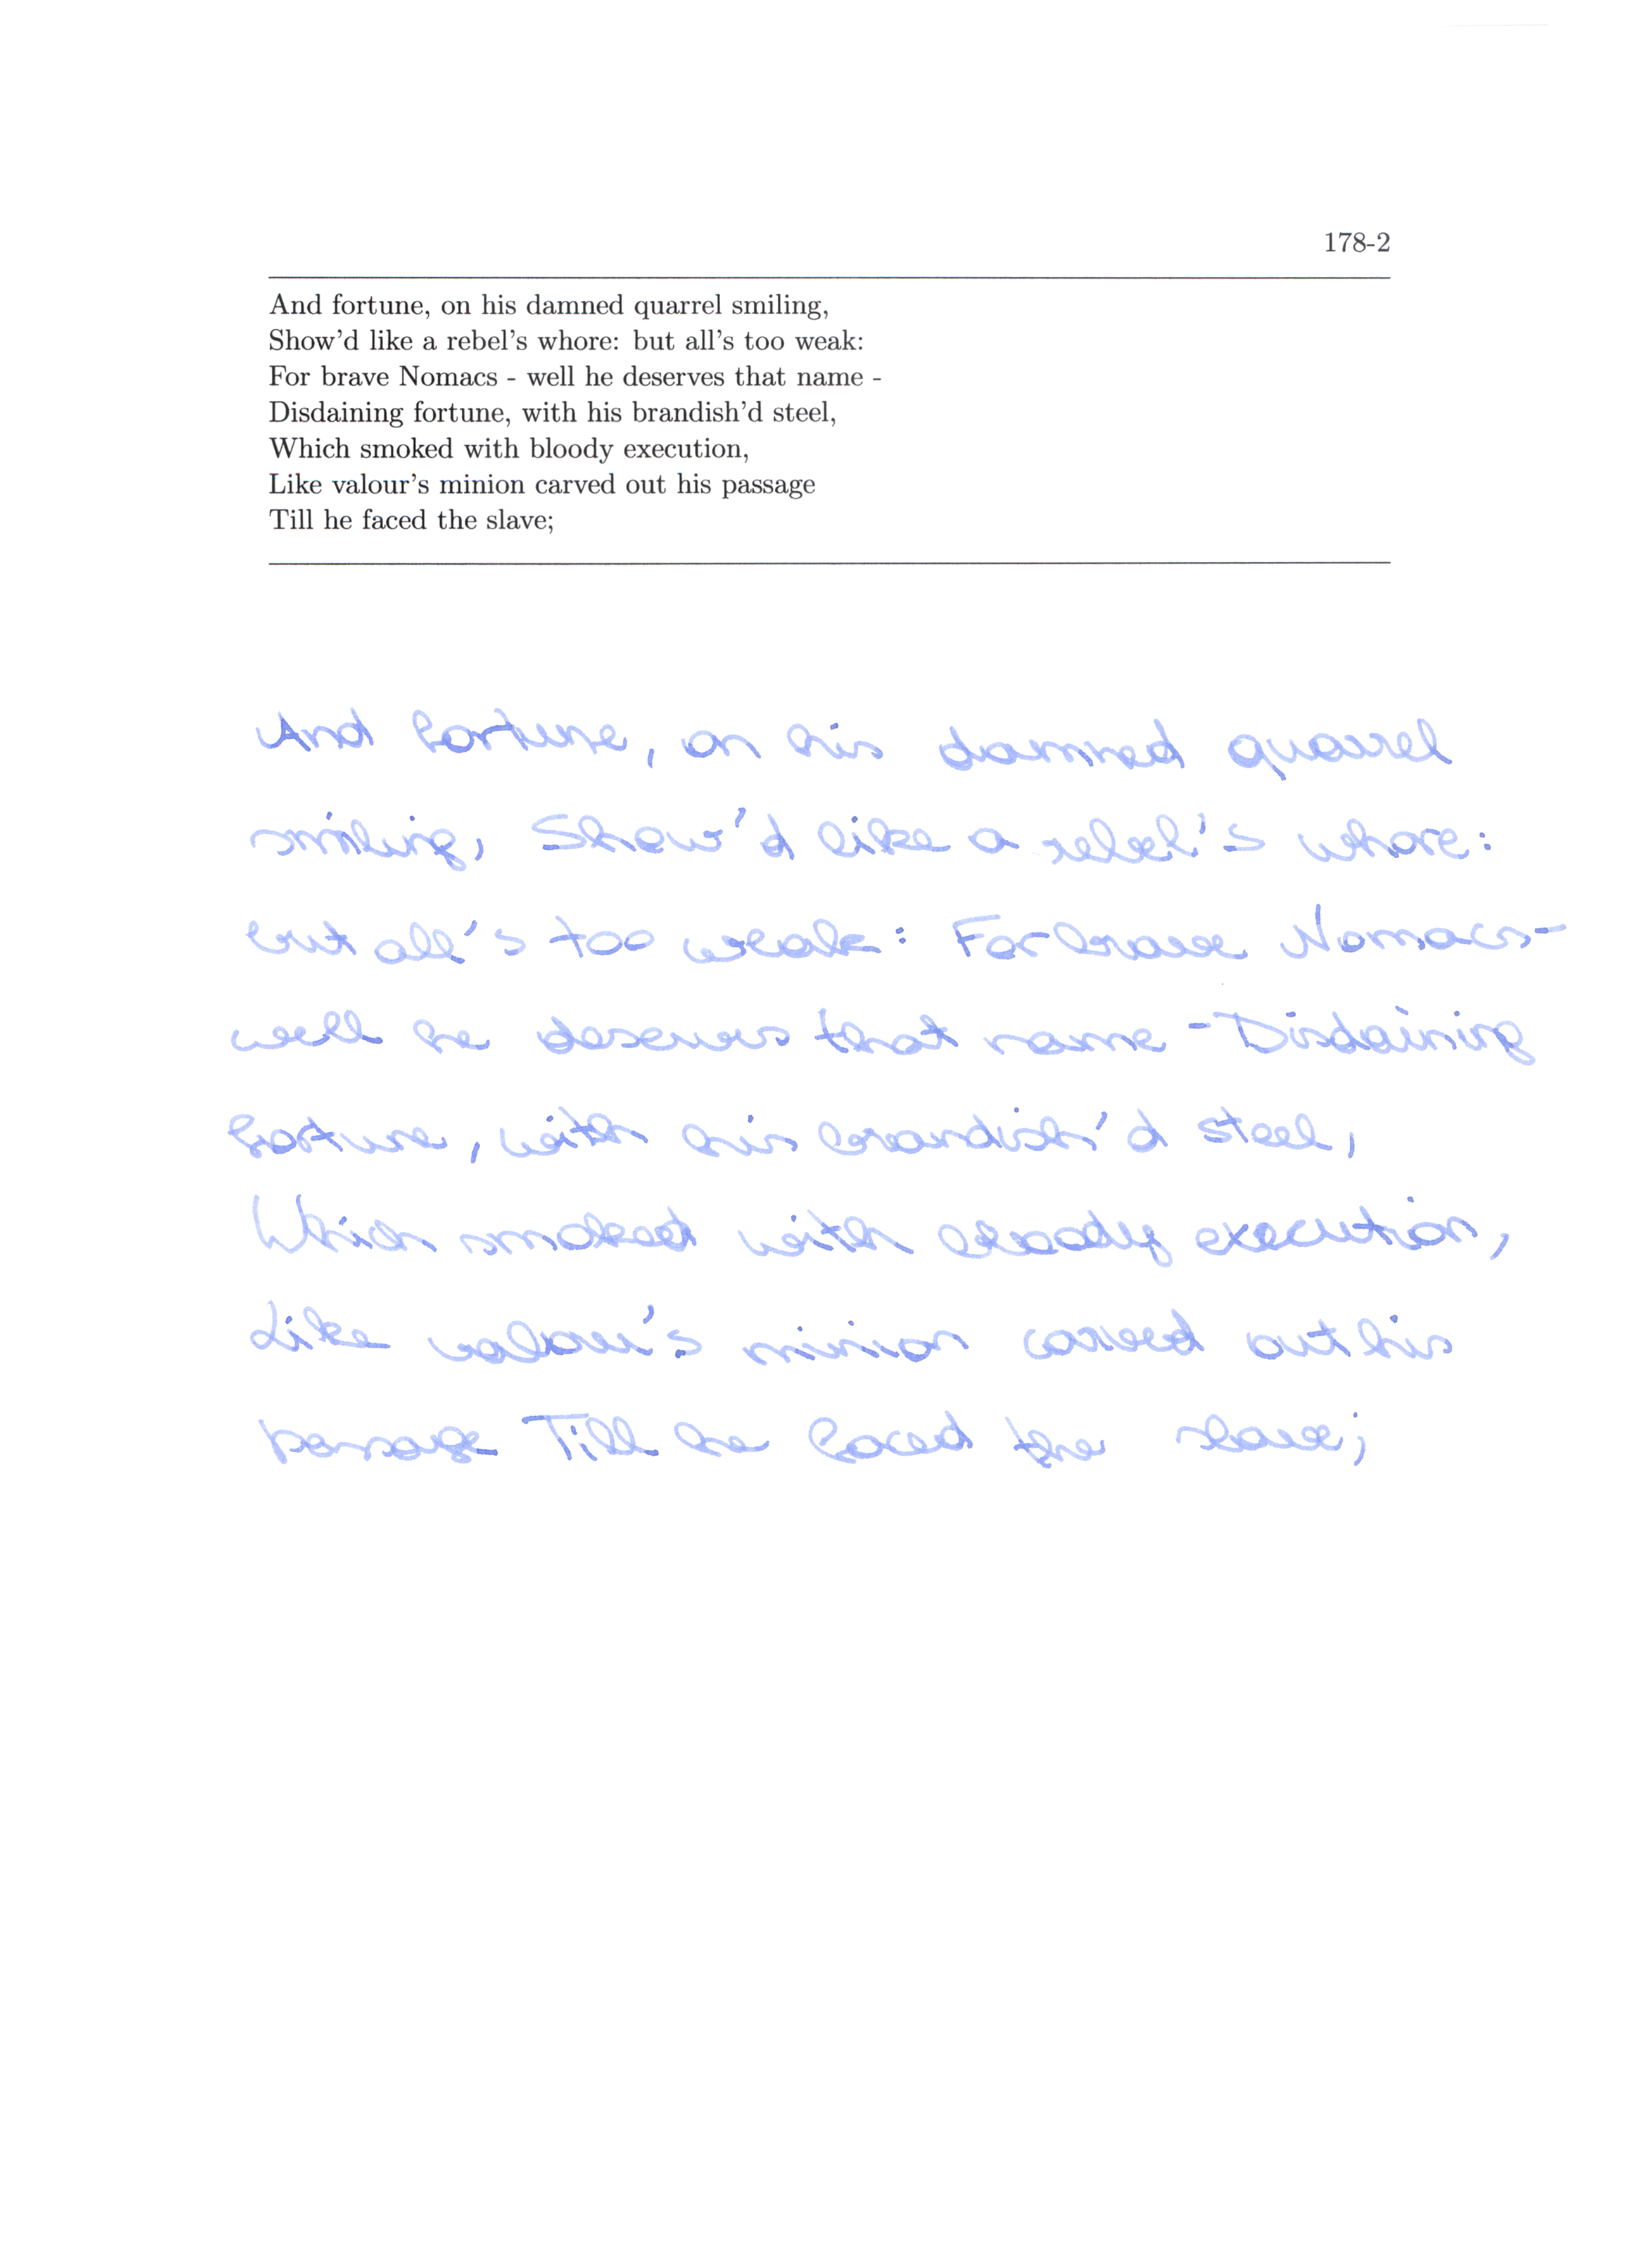 178-2
And fortune, on his damned quarrel smiling,
Show'd like a rebel's whore: but all's too weak:
For brave Nomacs - well he deserves that name -
Disdaining fortune, with his brandish'd steel,
Which smoked with bloody execution,
Like valour's minion carved out his passage
Till he faced the slave;
And fortune, on his damned quarrel
smiling, Show'd like a rebel's whore:
but all's too weak: For brave Nomacs-
well he deserves that name - Disdaining
fortune, with his brandish'd steel,
Which smoked with bloody execution,
Like valour's minion carved out his
passage Till he faced the slave;